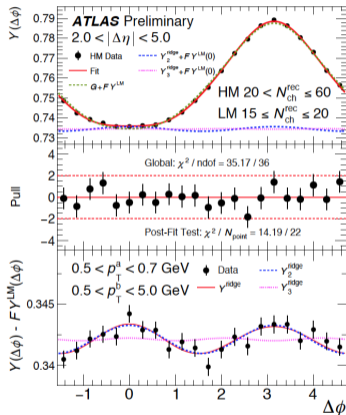 Y(Δϕ)
0.79
0.78
0.77
0.76
0.75
0.74
0.73
ATLAS Preliminary
2.0 < |Δη| < 5.0
HM Data
Fit
G + F Y^LM
Y_2^ridge + F Y^LM(0)
Y_3^ridge + F Y^LM(0)
HM 20 < N_ch^rec ≤ 60
LM 15 ≤ N_ch^rec ≤ 20
Pull
4
2
0
−2
−4
Global: χ² / ndof = 35.17 / 36
Post-Fit Test: χ² / N_point = 14.19 / 22
Y(Δϕ) - F Y^LM(Δϕ)
0.345
0.34
0.5 < p_T^a < 0.7 GeV
0.5 < p_T^b < 5.0 GeV
Data
Y^ridge
Y_2^ridge
Y_3^ridge
−1 0 1 2 3 4
Δϕ